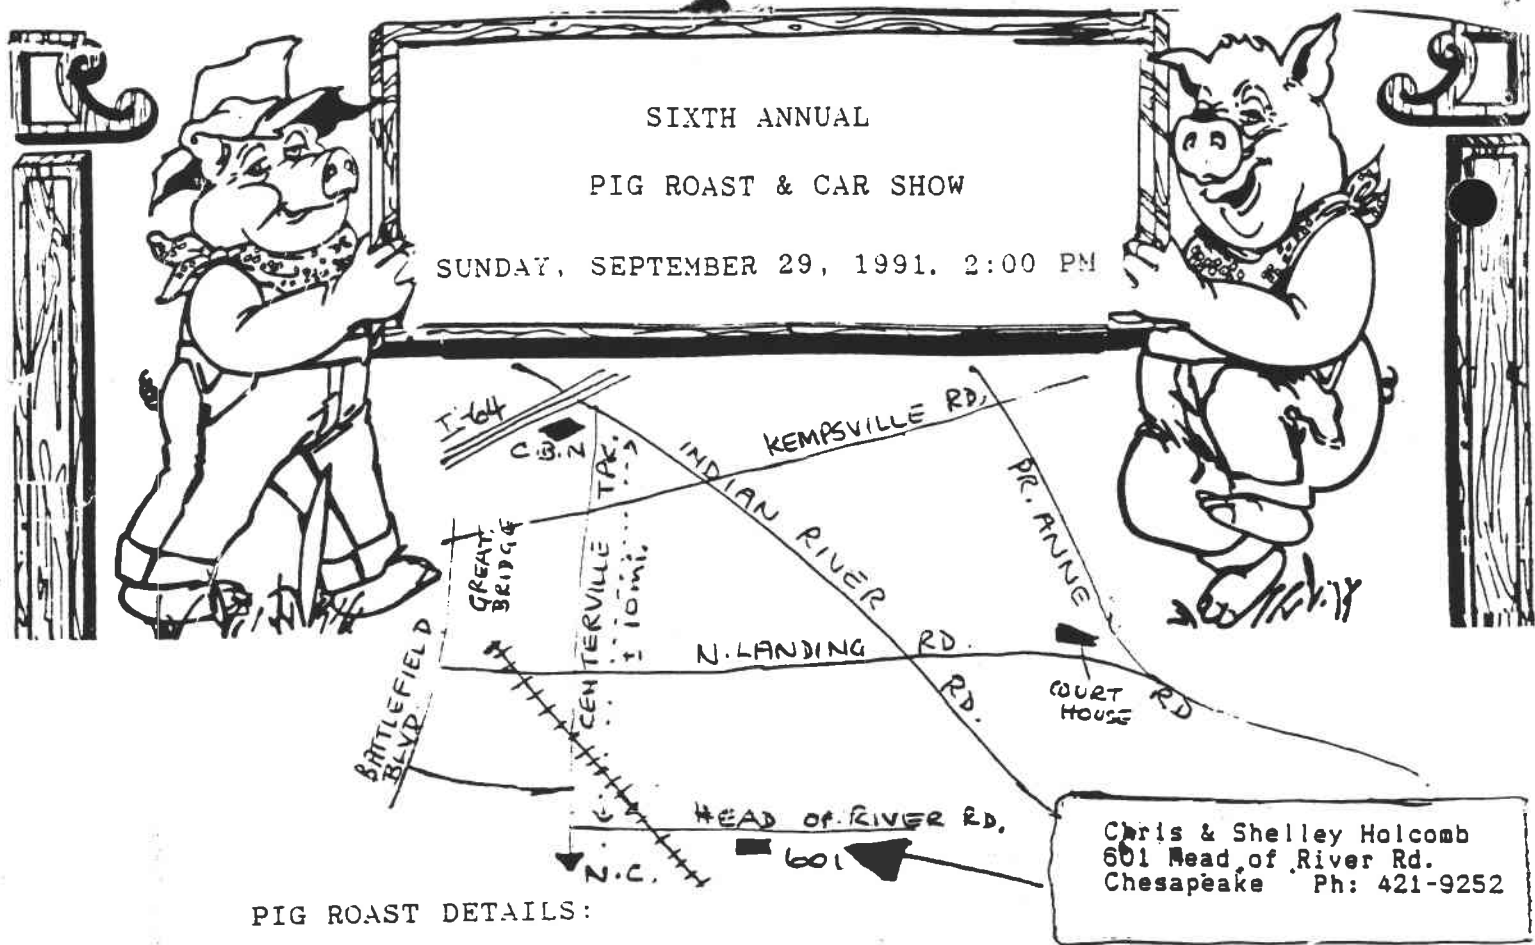 SIXTH ANNUAL
PIG ROAST & CAR SHOW
SUNDAY, SEPTEMBER 29, 1991. 2:00 PM
I-64
C.B.N
KEMPSVILLE RD.
INDIAN RIVER RD.
PR. ANNE RD
GREAT BRIDGE
CENTERVILLE TPK.
10 mi.
N. LANDING RD.
COURT HOUSE
BATTLEFIELD BLVD.
HEAD OF RIVER RD.
601
N.C.
Chris & Shelley Holcomb
601 Head of River Rd.
Chesapeake Ph: 421-9252
PIG ROAST DETAILS: